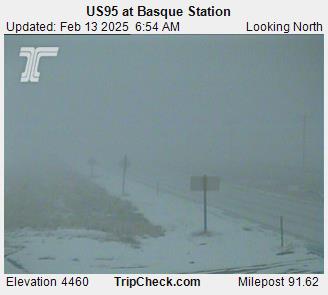 US95 at Basque Station
Updated: Feb 13 2025 6:54 AM Looking North
Elevation 4460 TripCheck.com Milepost 91.62